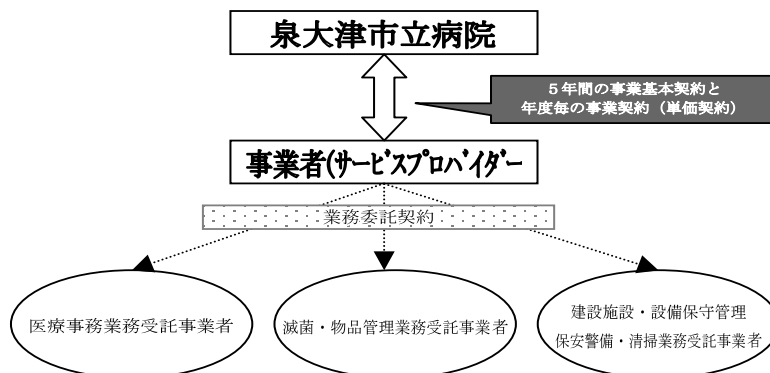 泉大津市立病院
５年間の事業基本契約と
年度毎の事業契約（単価契約）
事業者(ｻｰﾋﾞｽﾌﾟﾛﾊﾞｲﾀﾞｰ
業務委託契約
医療事務業務受託事業者
滅菌・物品管理業務受託事業者
建設施設・設備保守管理
保安警備・清掃業務受託事業者